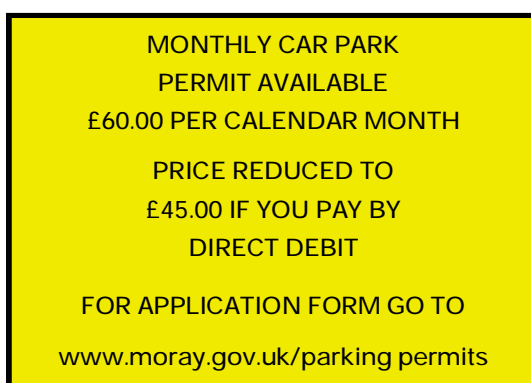 MONTHLY CAR PARK
PERMIT AVAILABLE
£60.00 PER CALENDAR MONTH
PRICE REDUCED TO
£45.00 IF YOU PAY BY
DIRECT DEBIT
FOR APPLICATION FORM GO TO
www.moray.gov.uk/parking permits